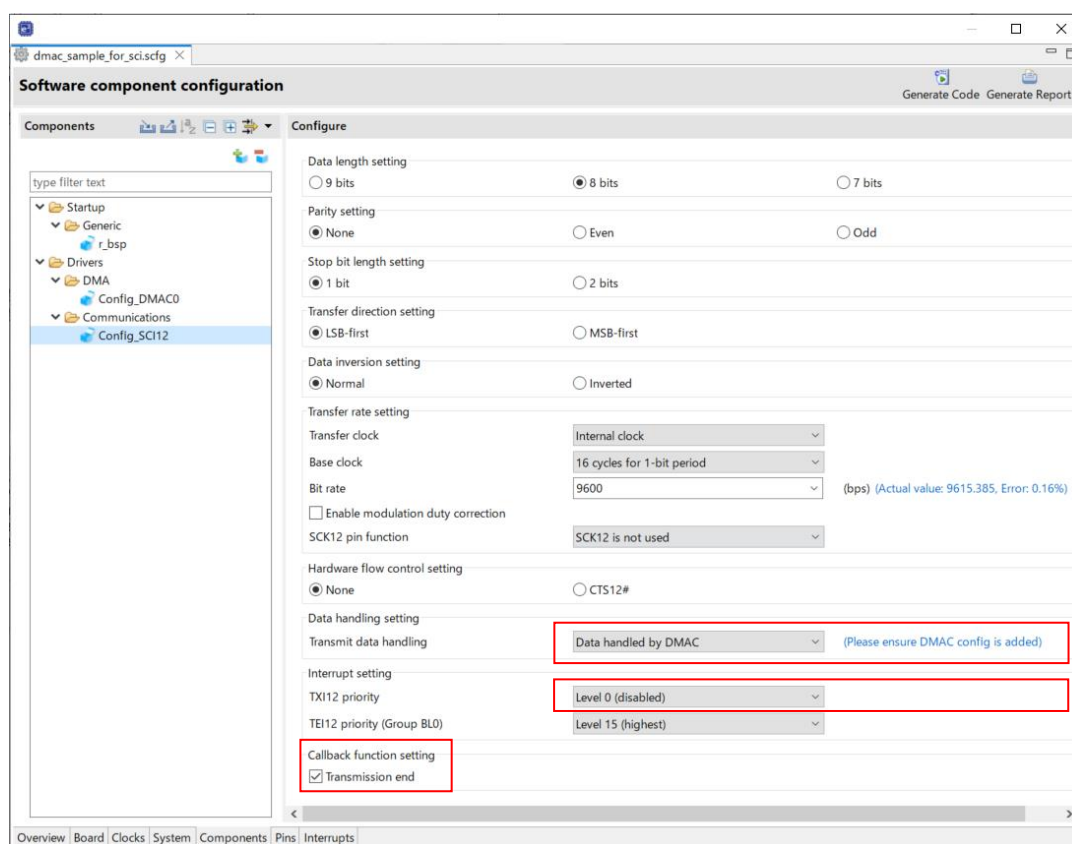 dmac_sample_for_sci.scfg
Software component configuration
Generate Code Generate Report
Components
Configure
type filter text
Startup
Generic
r_bsp
Drivers
DMA
Config_DMAC0
Communications
Config_SCI12
Data length setting
9 bits 8 bits 7 bits
Parity setting
None Even Odd
Stop bit length setting
1 bit 2 bits
Transfer direction setting
LSB-first MSB-first
Data inversion setting
Normal Inverted
Transfer rate setting
Transfer clock Internal clock
Base clock 16 cycles for 1-bit period
Bit rate 9600 (bps) (Actual value: 9615.385, Error: 0.16%)
Enable modulation duty correction
SCK12 pin function SCK12 is not used
Hardware flow control setting
None CTS12#
Data handling setting
Transmit data handling Data handled by DMAC (Please ensure DMAC config is added)
Interrupt setting
TXI12 priority Level 0 (disabled)
TEI12 priority (Group BL0) Level 15 (highest)
Callback function setting
Transmission end
Overview Board Clocks System Components Pins Interrupts